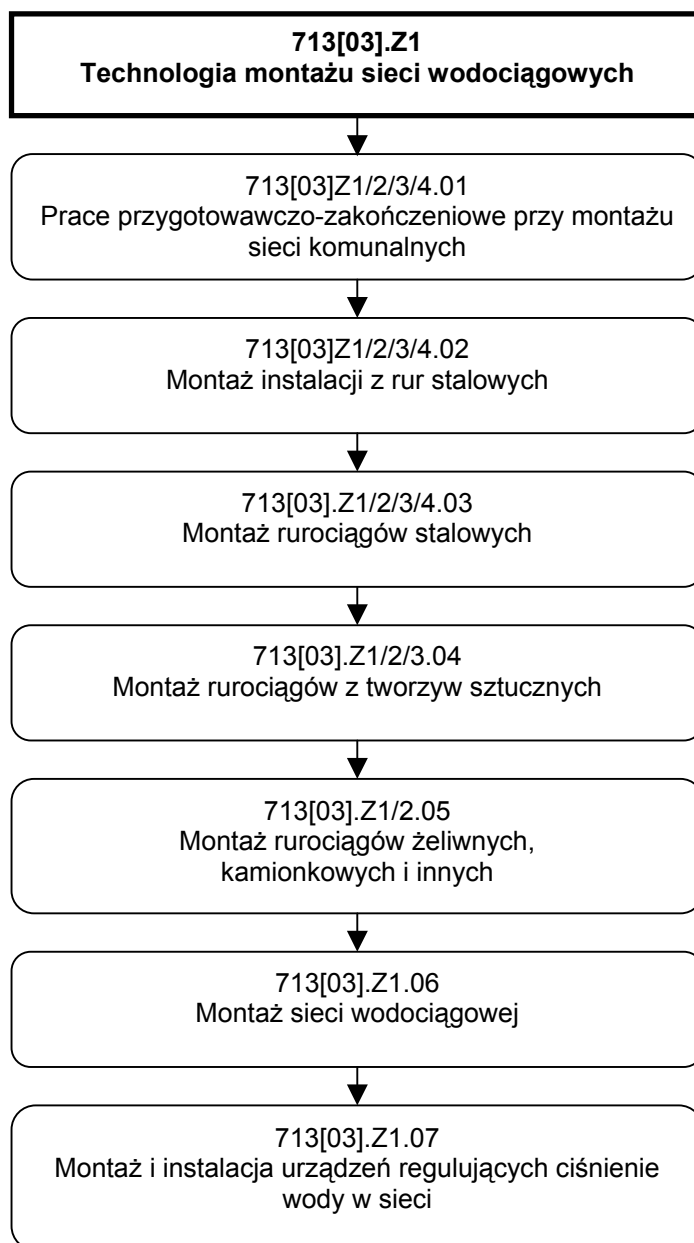 713[03].Z1
Technologia montażu sieci wodociągowych
713[03]Z1/2/3/4.01
Prace przygotowawczo-zakończeniowe przy montażu
sieci komunalnych
713[03]Z1/2/3/4.02
Montaż instalacji z rur stalowych
713[03].Z1/2/3/4.03
Montaż rurociągów stalowych
713[03].Z1/2/3.04
Montaż rurociągów z tworzyw sztucznych
713[03].Z1/2.05
Montaż rurociągów żeliwnych,
kamionkowych i innych
713[03].Z1.06
Montaż sieci wodociągowej
713[03].Z1.07
Montaż i instalacja urządzeń regulujących ciśnienie
wody w sieci